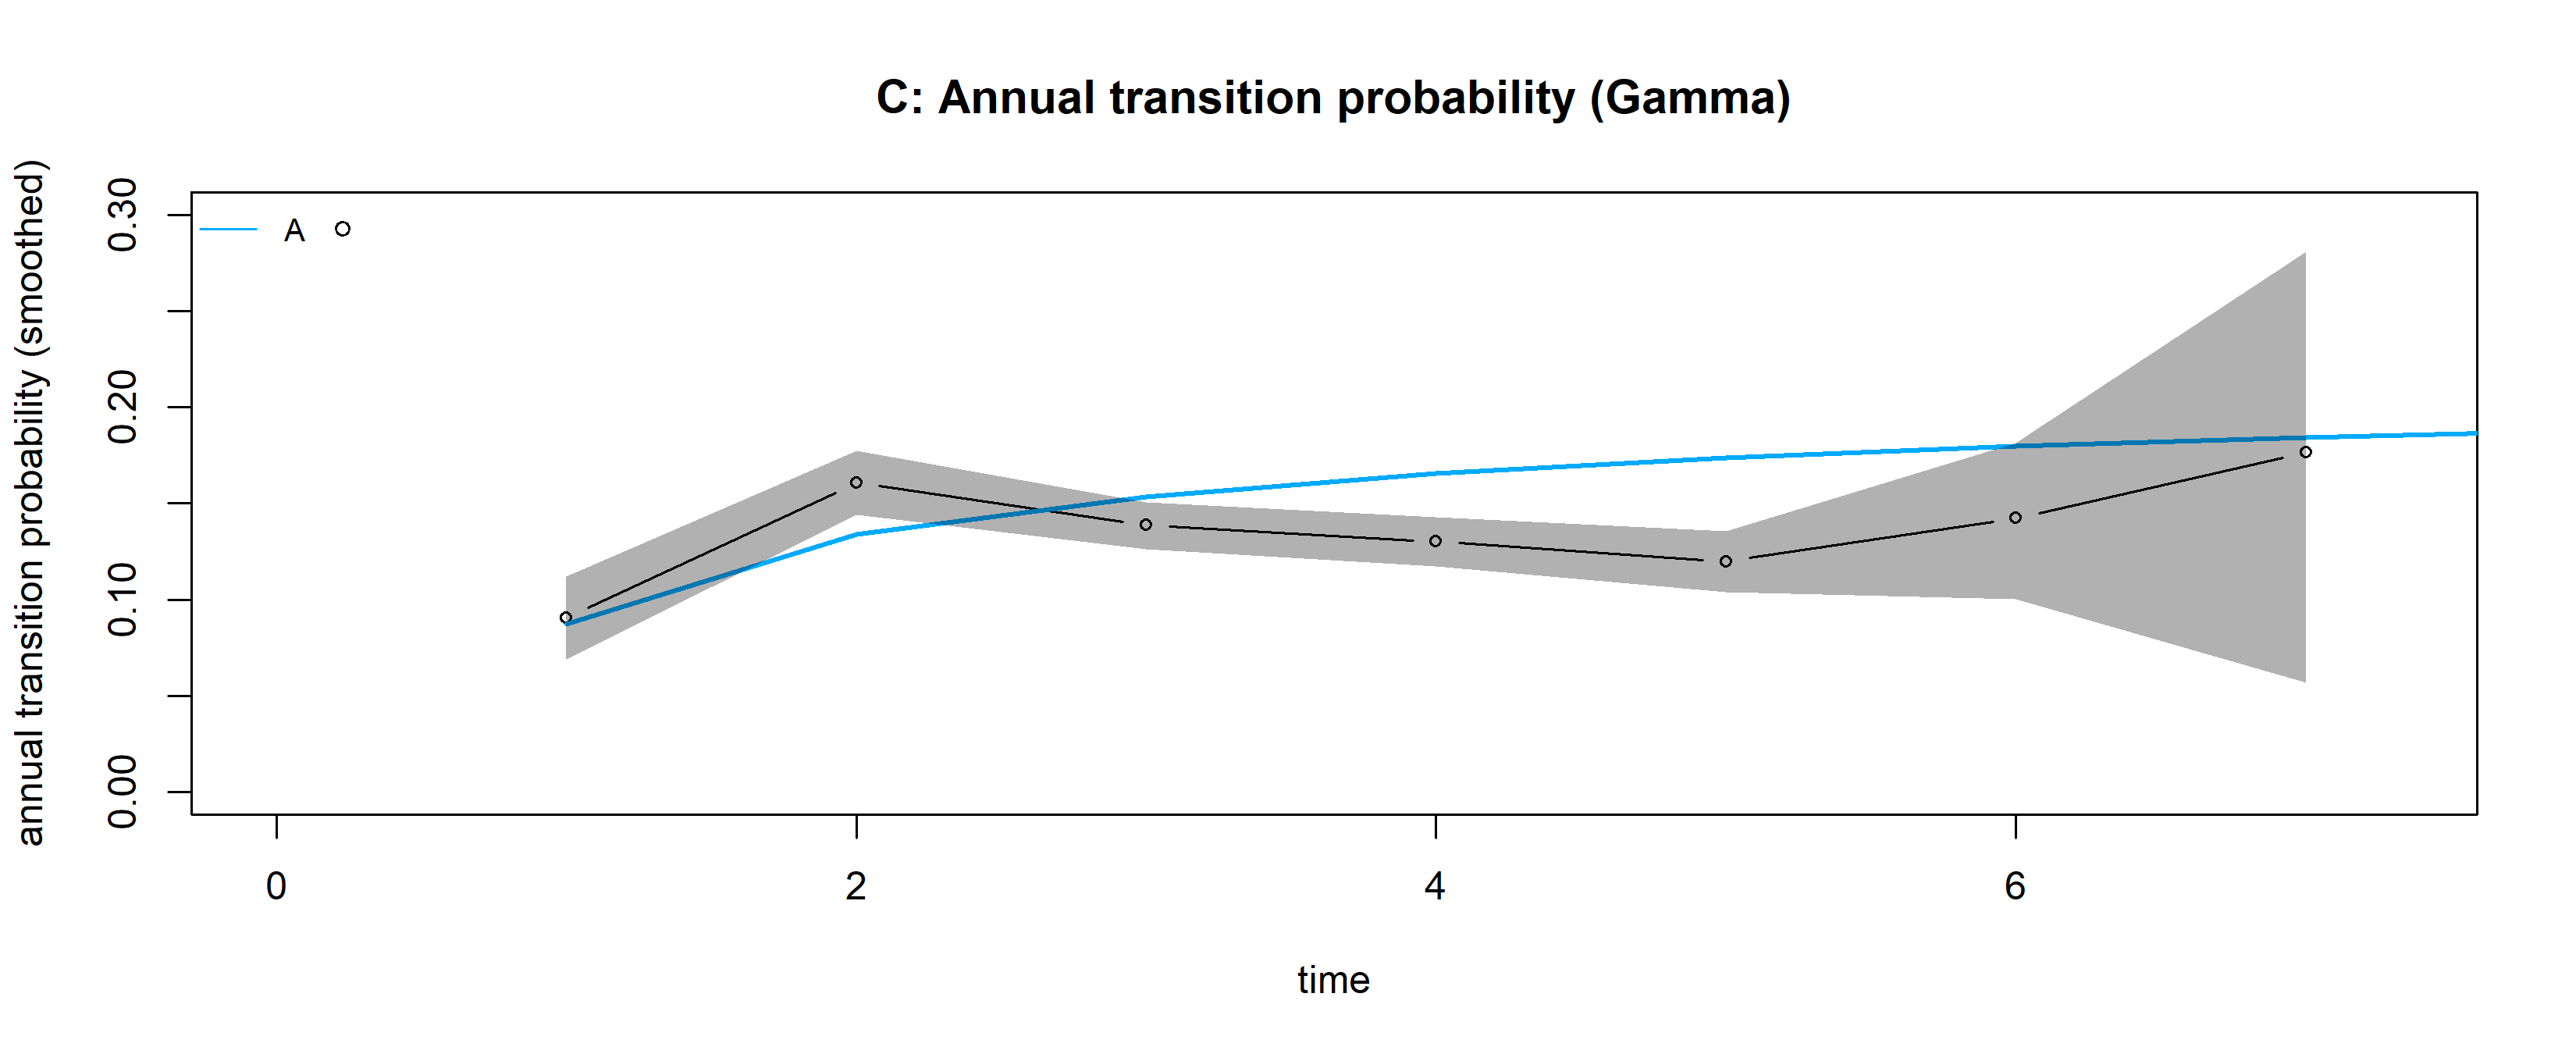 C: Annual transition probability (Gamma)
annual transition probability (smoothed)
0.30
0.20
0.10
0.00
A
0 2 4 6
time